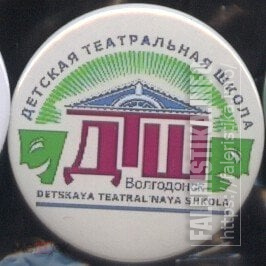 ДЕТСКАЯ ТЕАТРАЛЬНАЯ ШКОЛА
ДТШ
Волгодонск
DETSKAYA TEATRAL'NAYA SHKOLA